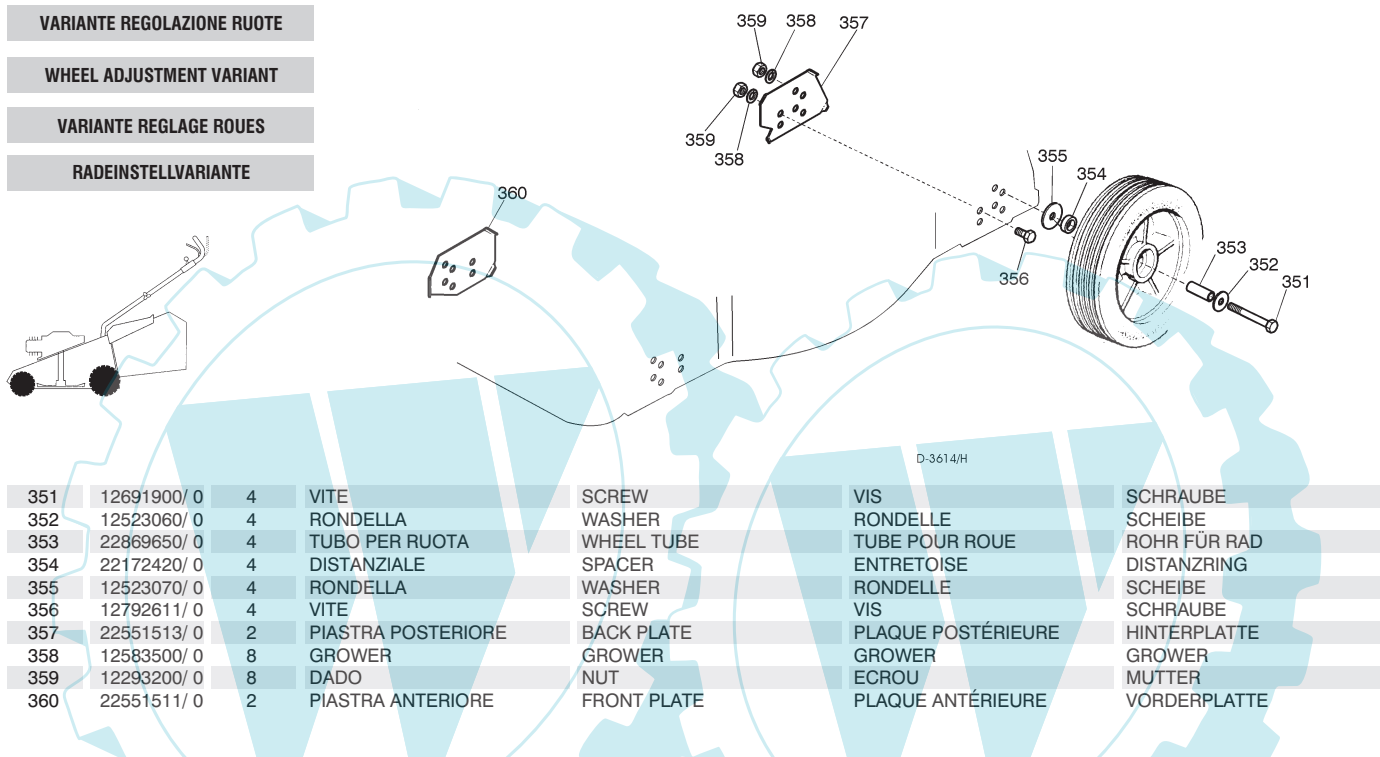 VARIANTE REGOLAZIONE RUOTE
WHEEL ADJUSTMENT VARIANT
VARIANTE REGLAGE ROUES
RADEINSTELLVARIANTE
359 358 357
359
358
355
354
360
356
353
352
351
D-3614/H
351 12691900/ 0 4 VITE SCREW VIS SCHRAUBE
352 12523060/ 0 4 RONDELLA WASHER RONDELLE SCHEIBE
353 22869650/ 0 4 TUBO PER RUOTA WHEEL TUBE TUBE POUR ROUE ROHR FÜR RAD
354 22172420/ 0 4 DISTANZIALE SPACER ENTRETOISE DISTANZRING
355 12523070/ 0 4 RONDELLA WASHER RONDELLE SCHEIBE
356 12792611/ 0 4 VITE SCREW VIS SCHRAUBE
357 22551513/ 0 2 PIASTRA POSTERIORE BACK PLATE PLAQUE POSTÉRIEURE HINTERPLATTE
358 12583500/ 0 8 GROWER GROWER GROWER GROWER
359 12293200/ 0 8 DADO NUT ECROU MUTTER
360 22551511/ 0 2 PIASTRA ANTERIORE FRONT PLATE PLAQUE ANTÉRIEURE VORDERPLATTE